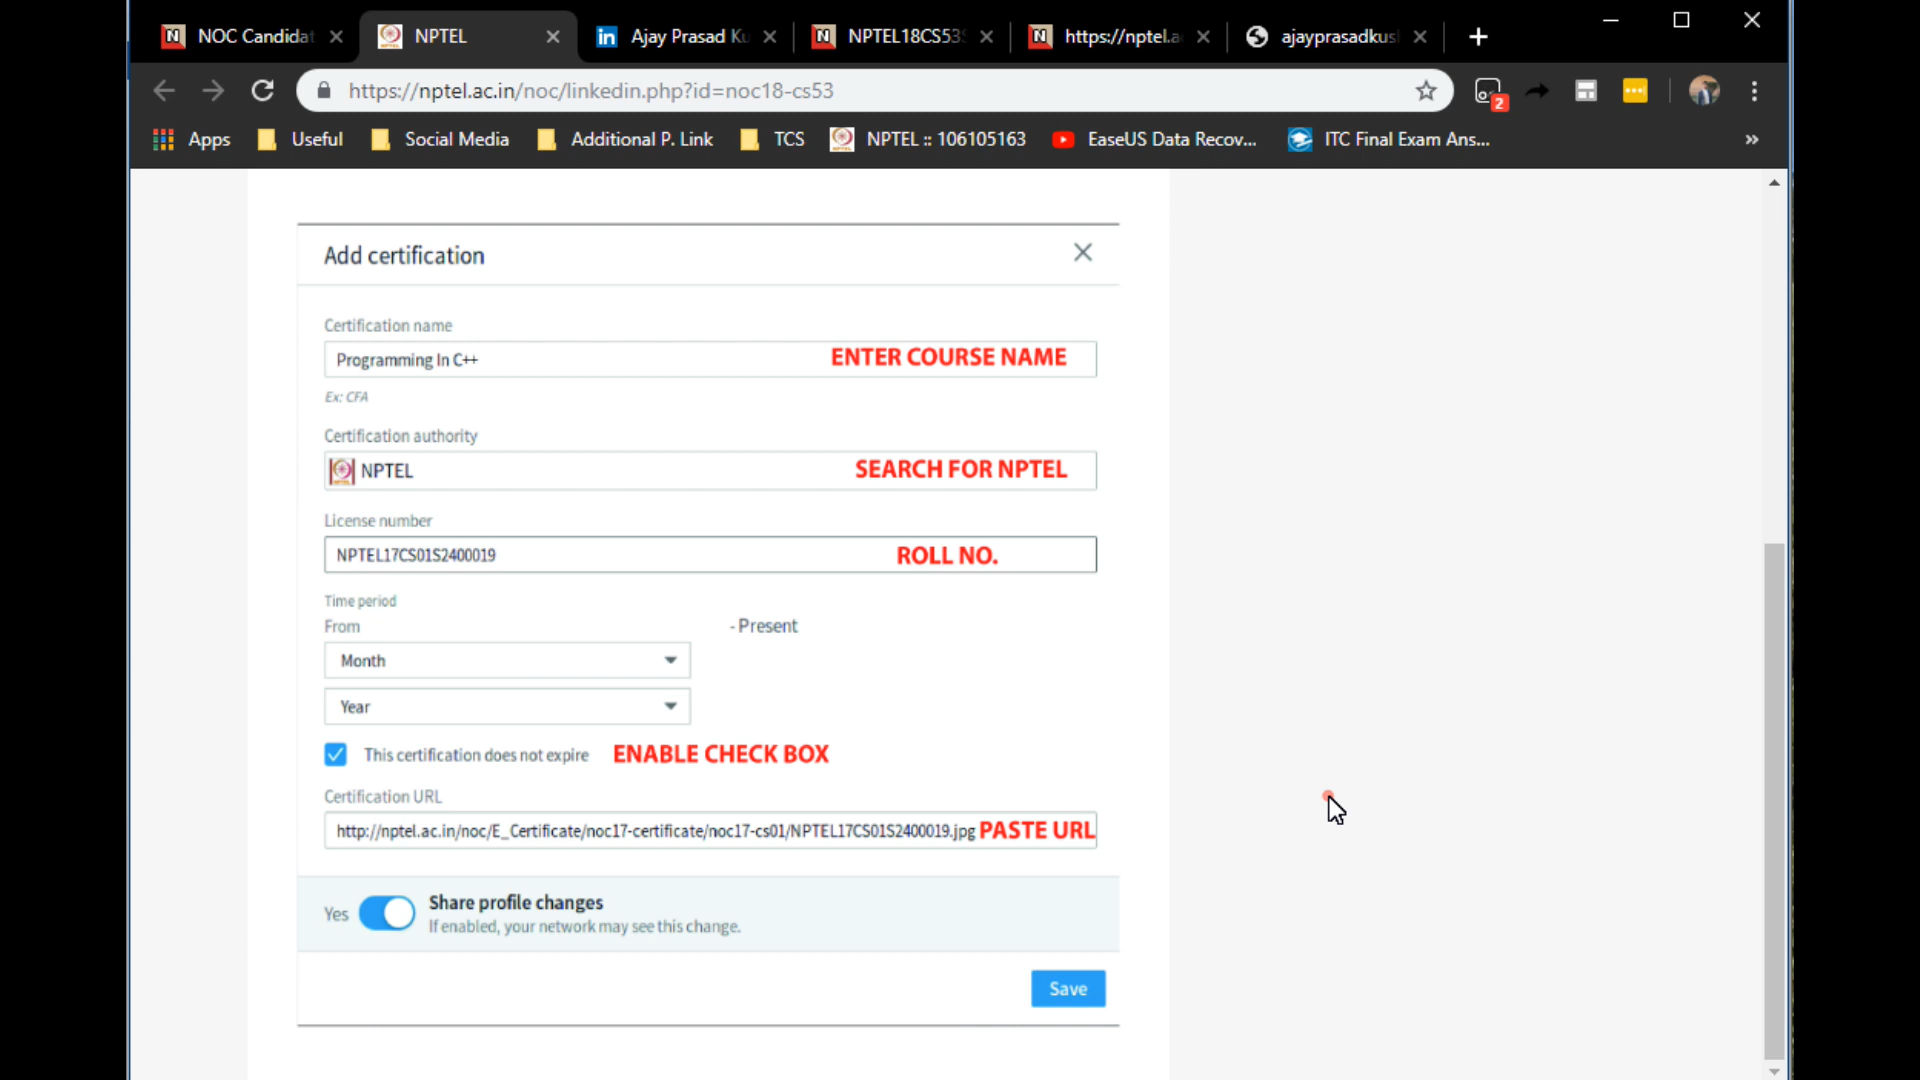 NOC Candidat
NPTEL
Ajay Prasad Ku
NPTEL18CS53S
https://nptel.a
ajayprasadkus
https://nptel.ac.in/noc/linkedin.php?id=noc18-cs53
2
Apps
Useful
Social Media
Additional P. Link
TCS
NPTEL :: 106105163
EaseUS Data Recov...
ITC Final Exam Ans...
Add certification
Certification name
Programming In C++ ENTER COURSE NAME
Ex: CFA
Certification authority
NPTEL SEARCH FOR NPTEL
License number
NPTEL17CS01S2400019 ROLL NO.
Time period
From - Present
Month
Year
This certification does not expire ENABLE CHECK BOX
Certification URL
http://nptel.ac.in/noc/E_Certificate/noc17-certificate/noc17-cs01/NPTEL17CS01S2400019.jpg PASTE URL
Yes Share profile changes
If enabled, your network may see this change.
Save